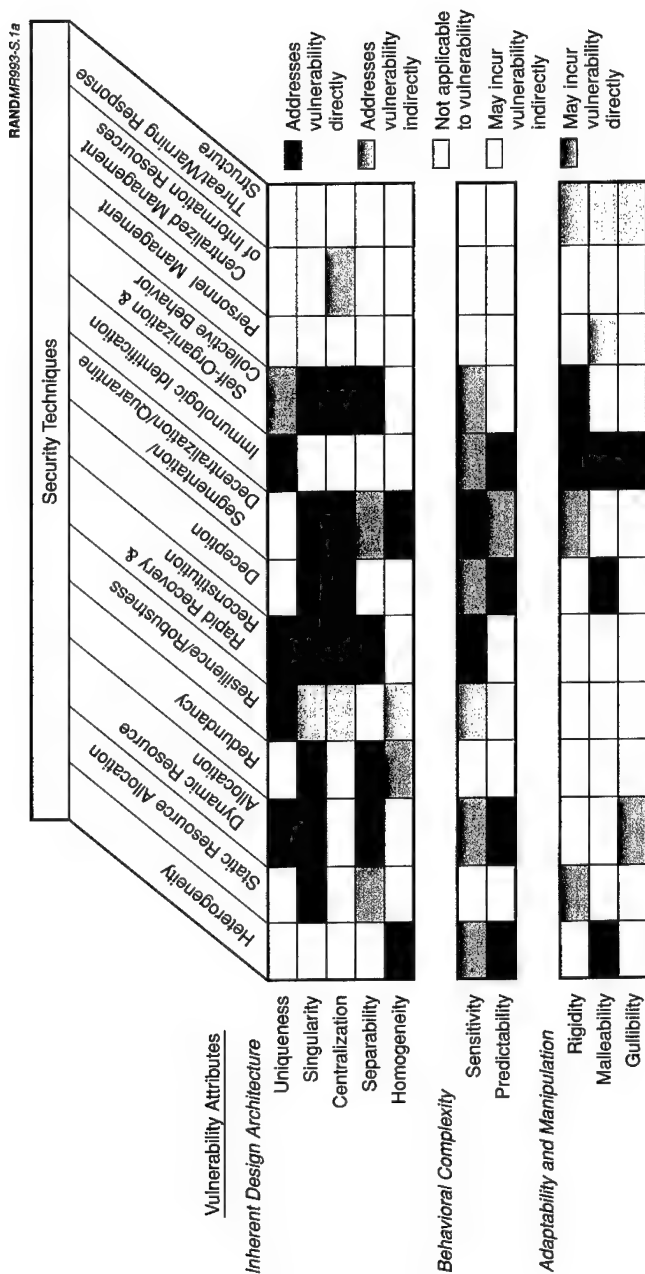 RANDMR993-S.1a
Security Techniques
Vulnerability Attributes
Heterogeneity
Static Resource Allocation
Dynamic Resource
Allocation
Redundancy
Resilience/Robustness
Rapid Recovery &
Reconstitution
Deception
Segmentation/
Decentralization/Quarantine
Immunologic Identification
Self-Organization &
Collective Behavior
Personnel Management
Centralized Management
of Information Resources
Threat/Warning Response
Structure
Inherent Design Architecture
Uniqueness
Singularity
Centralization
Separability
Homogeneity
Behavioral Complexity
Sensitivity
Predictability
Adaptability and Manipulation
Rigidity
Malleability
Gullibility
Addresses
vulnerability
directly
Addresses
vulnerability
indirectly
Not applicable
to vulnerability
May incur
vulnerability
indirectly
May incur
vulnerability
directly